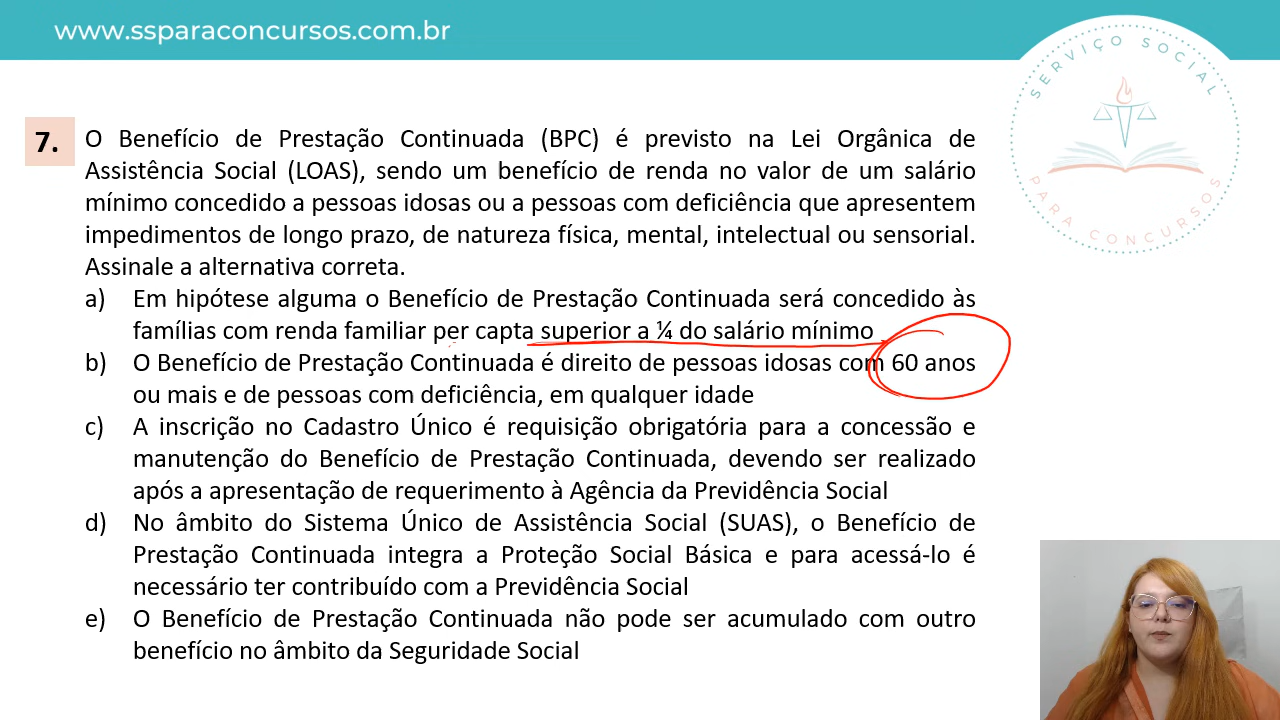 www.ssparaconcursos.com.br
SERVIÇO SOCIAL
PARA CONCURSOS
7. O Benefício de Prestação Continuada (BPC) é previsto na Lei Orgânica de
Assistência Social (LOAS), sendo um benefício de renda no valor de um salário
mínimo concedido a pessoas idosas ou a pessoas com deficiência que apresentem
impedimentos de longo prazo, de natureza física, mental, intelectual ou sensorial.
Assinale a alternativa correta.
a) Em hipótese alguma o Benefício de Prestação Continuada será concedido às
famílias com renda familiar per capta superior a ¼ do salário mínimo
b) O Benefício de Prestação Continuada é direito de pessoas idosas com 60 anos
ou mais e de pessoas com deficiência, em qualquer idade
c) A inscrição no Cadastro Único é requisição obrigatória para a concessão e
manutenção do Benefício de Prestação Continuada, devendo ser realizado
após a apresentação de requerimento à Agência da Previdência Social
d) No âmbito do Sistema Único de Assistência Social (SUAS), o Benefício de
Prestação Continuada integra a Proteção Social Básica e para acessá-lo é
necessário ter contribuído com a Previdência Social
e) O Benefício de Prestação Continuada não pode ser acumulado com outro
benefício no âmbito da Seguridade Social